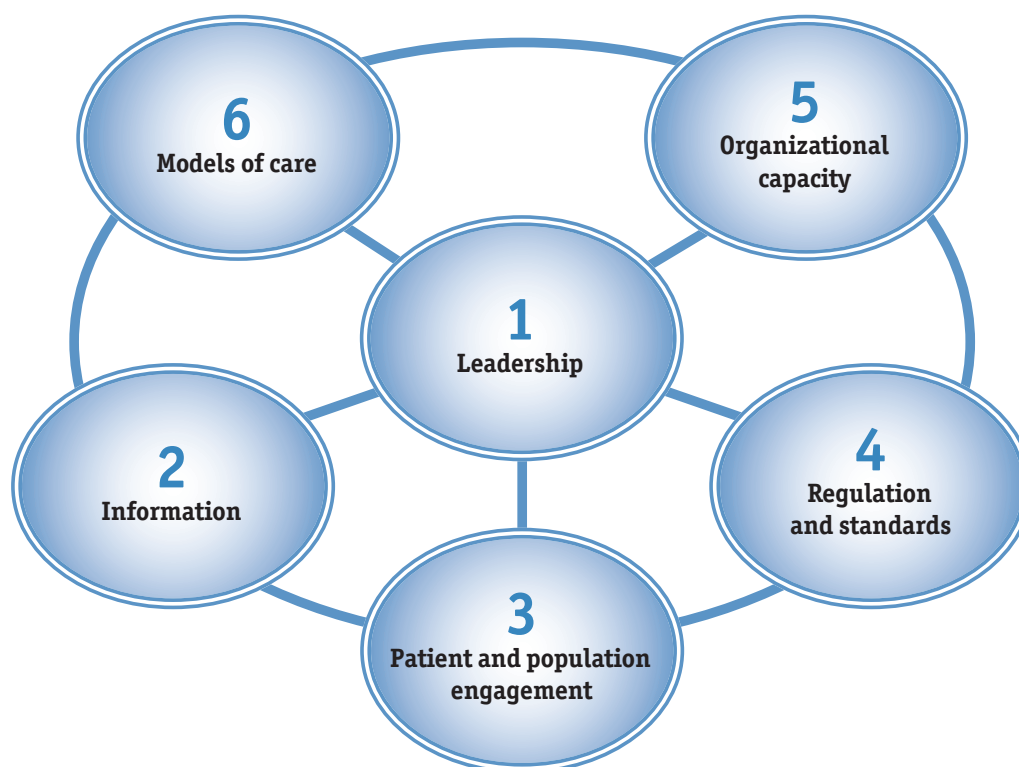 6
Models of care
5
Organizational
capacity
1
Leadership
2
Information
4
Regulation
and standards
3
Patient and population
engagement